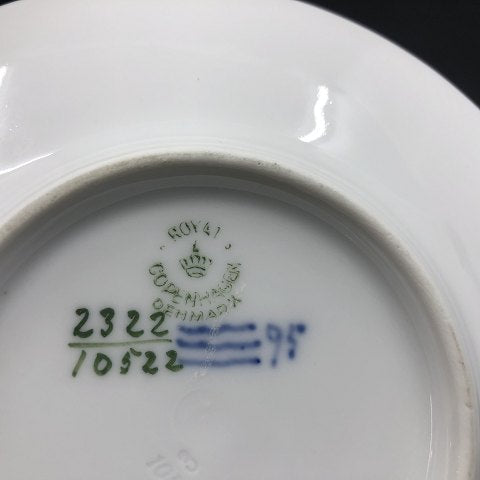 ROYAL
COPENHAGEN
DENMARK
2322
10522
95